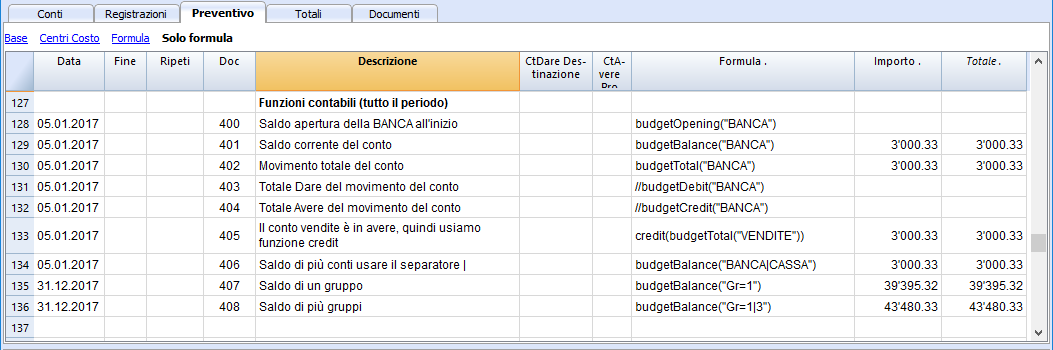 Conti Registrazioni Preventivo Totali Documenti
Base Centri Costo Formula Solo formula
Data Fine Ripeti Doc Descrizione CtDare Des- CtA- Formula . Importo . Totale .
tinazione vere
Pro
127 Funzioni contabili (tutto il periodo)
128 05.01.2017 400 Saldo apertura della BANCA all'inizio budgetOpening("BANCA")
129 05.01.2017 401 Saldo corrente del conto budgetBalance("BANCA") 3'000.33 3'000.33
130 05.01.2017 402 Movimento totale del conto budgetTotal("BANCA") 3'000.33 3'000.33
131 05.01.2017 403 Totale Dare del movimento del conto //budgetDebit("BANCA")
132 05.01.2017 404 Totale Avere del movimento del conto //budgetCredit("BANCA")
133 05.01.2017 405 Il conto vendite è in avere, quindi usiamo credit(budgetTotal("VENDITE")) 3'000.33 3'000.33
funzione credit
134 05.01.2017 406 Saldo di più conti usare il separatore | budgetBalance("BANCA|CASSA") 3'000.33 3'000.33
135 31.12.2017 407 Saldo di un gruppo budgetBalance("Gr=1") 39'395.32 39'395.32
136 31.12.2017 408 Saldo di più gruppi budgetBalance("Gr=1|3") 43'480.33 43'480.33
137